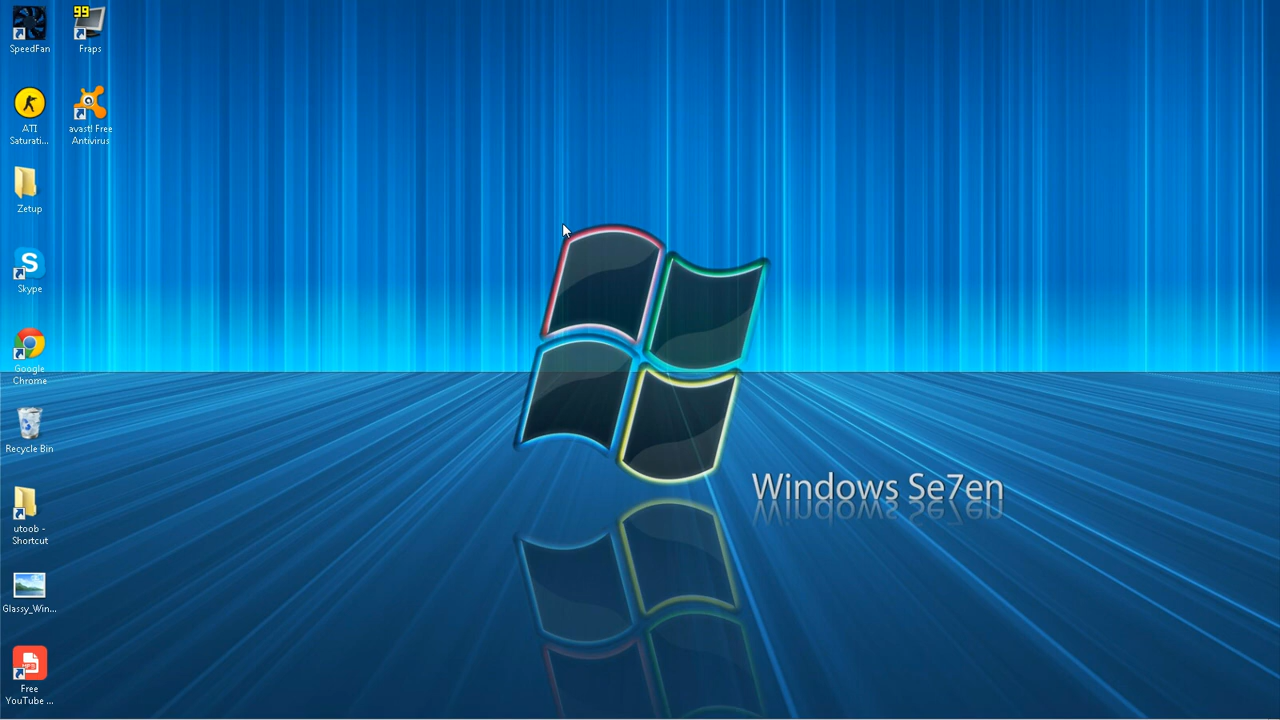 SpeedFan
99
Fraps
ATI
Saturati...
avast! Free
Antivirus
Zetup
S
Skype
Google
Chrome
Recycle Bin
utoob -
Shortcut
Glassy_Win...
MP3
Free
YouTube ...
Windows Se7en